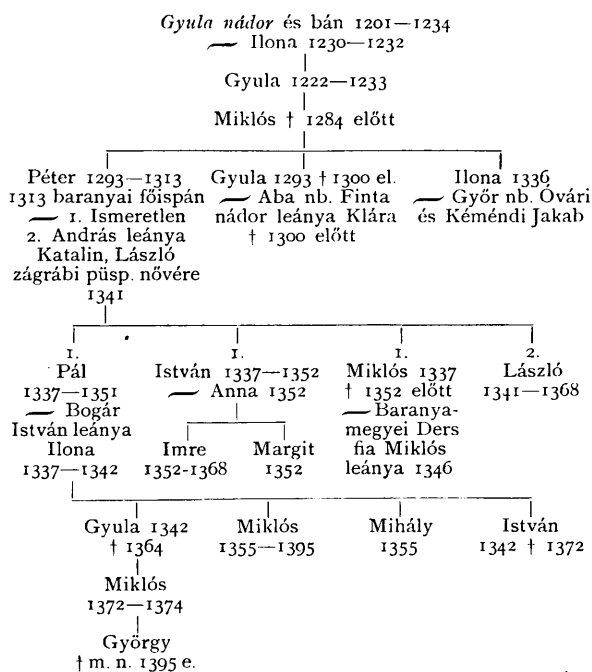 Gyula nádor és bán 1201—1234
⁓ Ilona 1230—1232
Gyula 1222—1233
Miklós † 1284 előtt
Péter 1293—1313
1313 baranyai főispán
⁓ 1. Ismeretlen
2. András leánya
Katalin, László
zágrábi püsp. nővére
1341
Gyula 1293 † 1300 el.
⁓ Aba nb. Finta
nádor leánya Klára
† 1300 előtt
Ilona 1336
⁓ Győr nb. Óvári
és Kéméndi Jakab
1.
Pál
1337—1351
⁓ Bogár
István leánya
Ilona
1337—1342
1.
István 1337—1352
⁓ Anna 1352
Imre
1352-1368
Margit
1352
1.
Miklós 1337
† 1352 előtt
⁓ Baranya-
megyei Ders
fia Miklós
leánya 1346
2.
László
1341—1368
Gyula 1342
† 1364
Miklós
1355—1395
Mihály
1355
István
1342 † 1372
Miklós
1372—1374
György
† m. n. 1395 e.